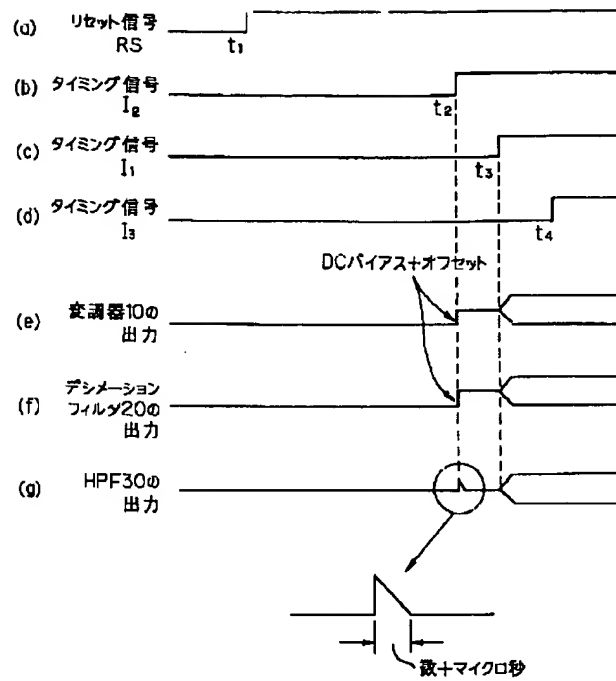 (a) リセット信号
RS
t₁
(b) タイミング信号
I₂
t₂
(c) タイミング信号
I₁
t₃
(d) タイミング信号
I₃
t₄
DCバイアス+オフセット
(e) 変調器10の
出力
(f) デシメーション
フィルタ20の
出力
(g) HPF30の
出力
数十マイクロ秒